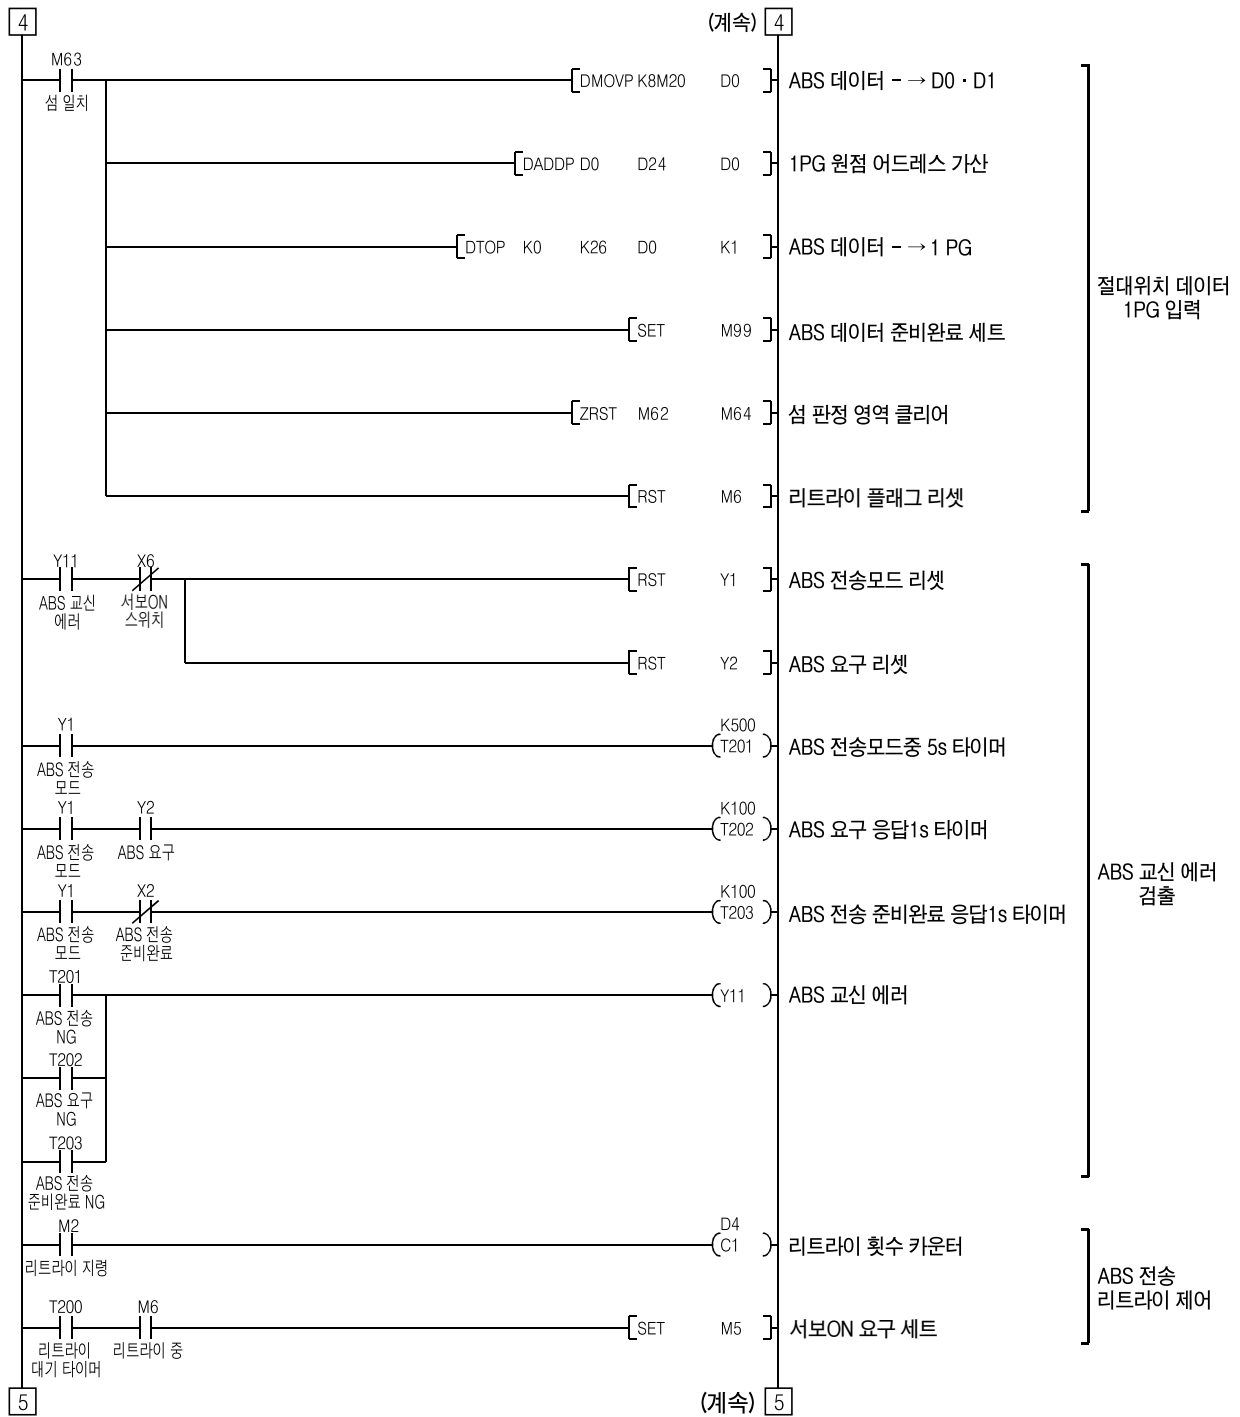 4 (계속) 4
M63
섬 일치
DMOVP K8M20 D0 ABS 데이터 - → D0 · D1
DADDP D0 D24 D0 1PG 원점 어드레스 가산
DTOP K0 K26 D0 K1 ABS 데이터 - → 1 PG
절대위치 데이터
1PG 입력
SET M99 ABS 데이터 준비완료 세트
ZRST M62 M64 섬 판정 영역 클리어
RST M6 리트라이 플래그 리셋
Y11 X6
RST Y1 ABS 전송모드 리셋
ABS 교신 서보ON
에러 스위치
RST Y2 ABS 요구 리셋
Y1 K500
T201 ABS 전송모드중 5s 타이머
ABS 전송
모드
Y1 Y2 K100
T202 ABS 요구 응답1s 타이머
ABS 전송 ABS 요구
모드
ABS 교신 에러
검출
Y1 X2 K100
T203 ABS 전송 준비완료 응답1s 타이머
ABS 전송 ABS 전송
모드 준비완료
T201
Y11 ABS 교신 에러
ABS 전송
NG
T202
ABS 요구
NG
T203
ABS 전송
준비완료 NG
M2 D4
C1 리트라이 횟수 카운터
리트라이 지령
ABS 전송
리트라이 제어
T200 M6
SET M5 서보ON 요구 세트
리트라이 리트라이 중
대기 타이머
5 (계속) 5